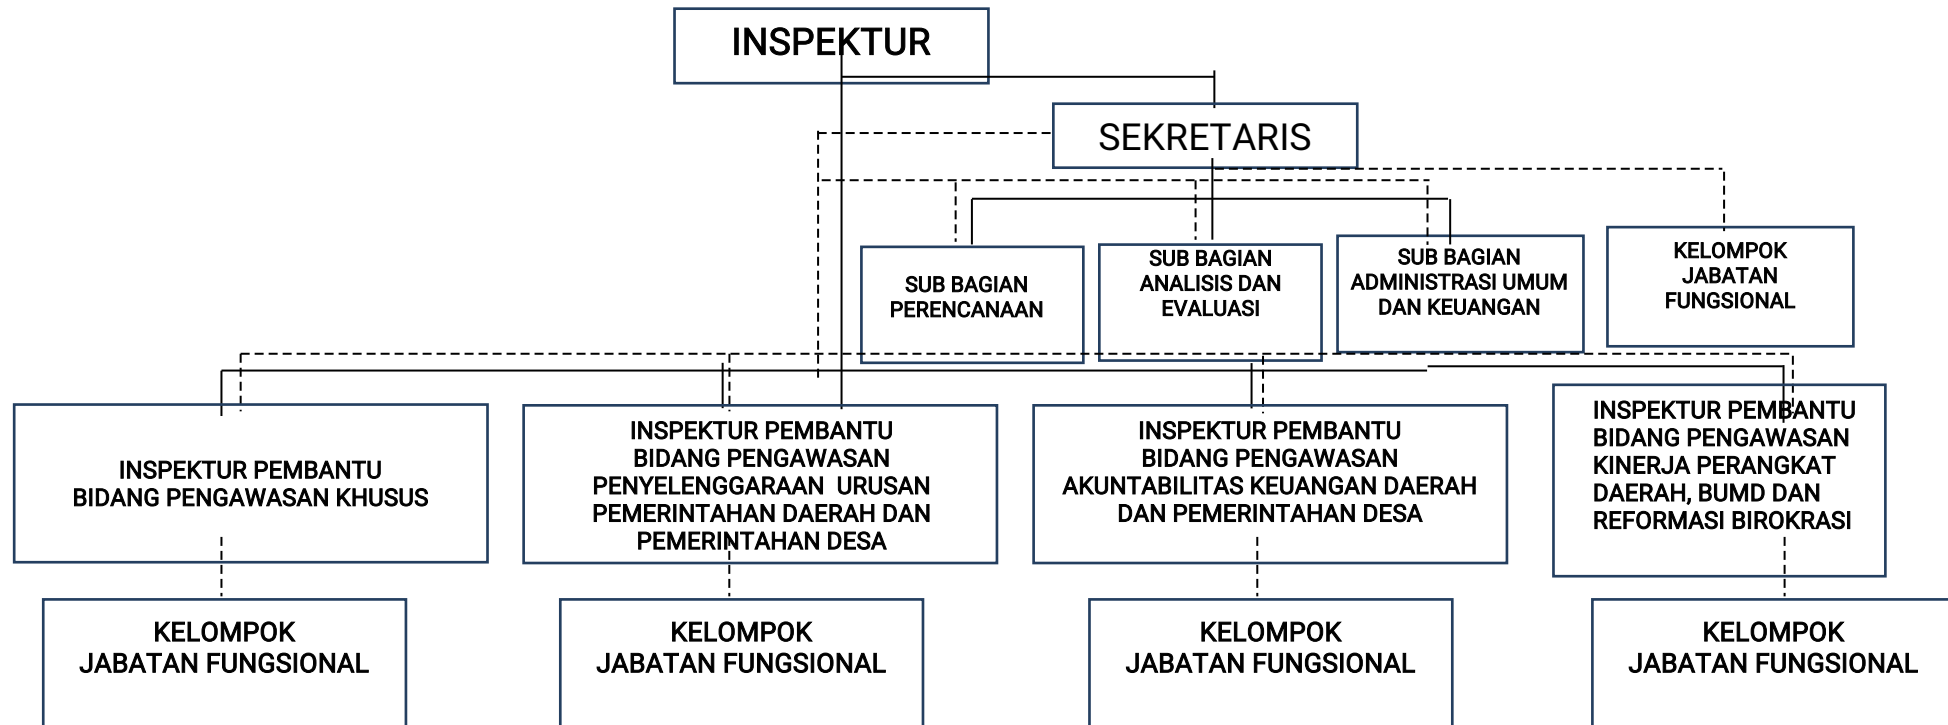 INSPEKTUR
SEKRETARIS
SUB BAGIAN
PERENCANAAN
SUB BAGIAN
ANALISIS DAN
EVALUASI
SUB BAGIAN
ADMINISTRASI UMUM
DAN KEUANGAN
KELOMPOK
JABATAN
FUNGSIONAL
INSPEKTUR PEMBANTU
BIDANG PENGAWASAN KHUSUS
INSPEKTUR PEMBANTU
BIDANG PENGAWASAN
PENYELENGGARAAN URUSAN
PEMERINTAHAN DAERAH DAN
PEMERINTAHAN DESA
INSPEKTUR PEMBANTU
BIDANG PENGAWASAN
AKUNTABILITAS KEUANGAN DAERAH
DAN PEMERINTAHAN DESA
INSPEKTUR PEMBANTU
BIDANG PENGAWASAN
KINERJA PERANGKAT
DAERAH, BUMD DAN
REFORMASI BIROKRASI
KELOMPOK
JABATAN FUNGSIONAL
KELOMPOK
JABATAN FUNGSIONAL
KELOMPOK
JABATAN FUNGSIONAL
KELOMPOK
JABATAN FUNGSIONAL